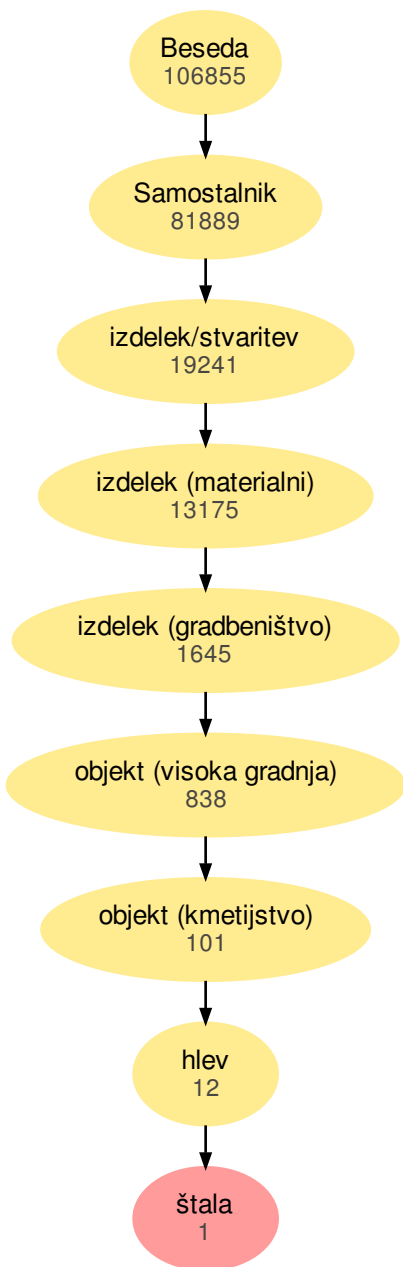 Beseda
106855
Samostalnik
81889
izdelek/stvaritev
19241
izdelek (materialni)
13175
izdelek (gradbeništvo)
1645
objekt (visoka gradnja)
838
objekt (kmetijstvo)
101
hlev
12
štala
1